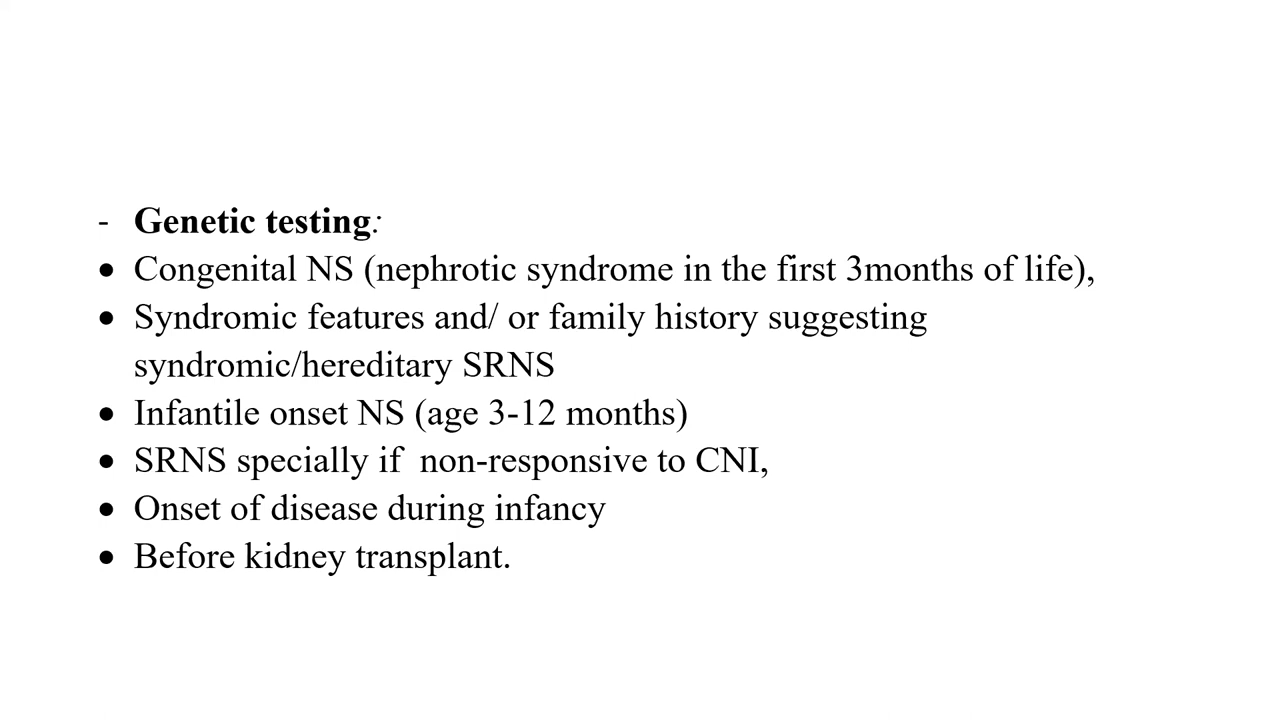 - Genetic testing:
• Congenital NS (nephrotic syndrome in the first 3months of life),
• Syndromic features and/ or family history suggesting
syndromic/hereditary SRNS
• Infantile onset NS (age 3-12 months)
• SRNS specially if  non-responsive to CNI,
• Onset of disease during infancy
• Before kidney transplant.